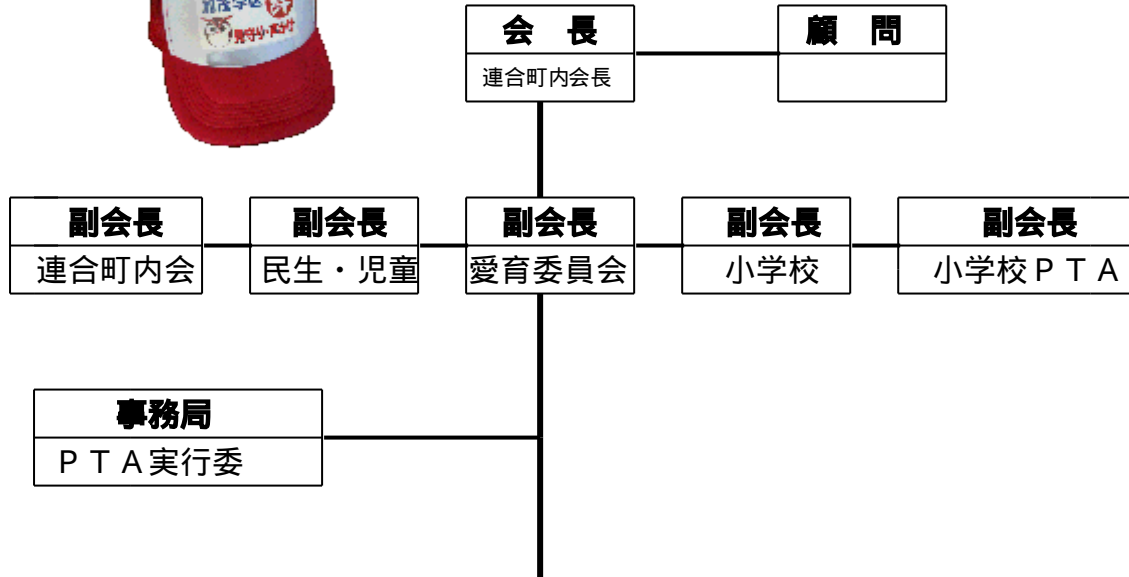 会　長
顧　問
連合町内会長
副会長
副会長
副会長
副会長
副会長
連合町内会
民生・児童
愛育委員会
小学校
小学校ＰＴＡ
事務局
ＰＴＡ実行委